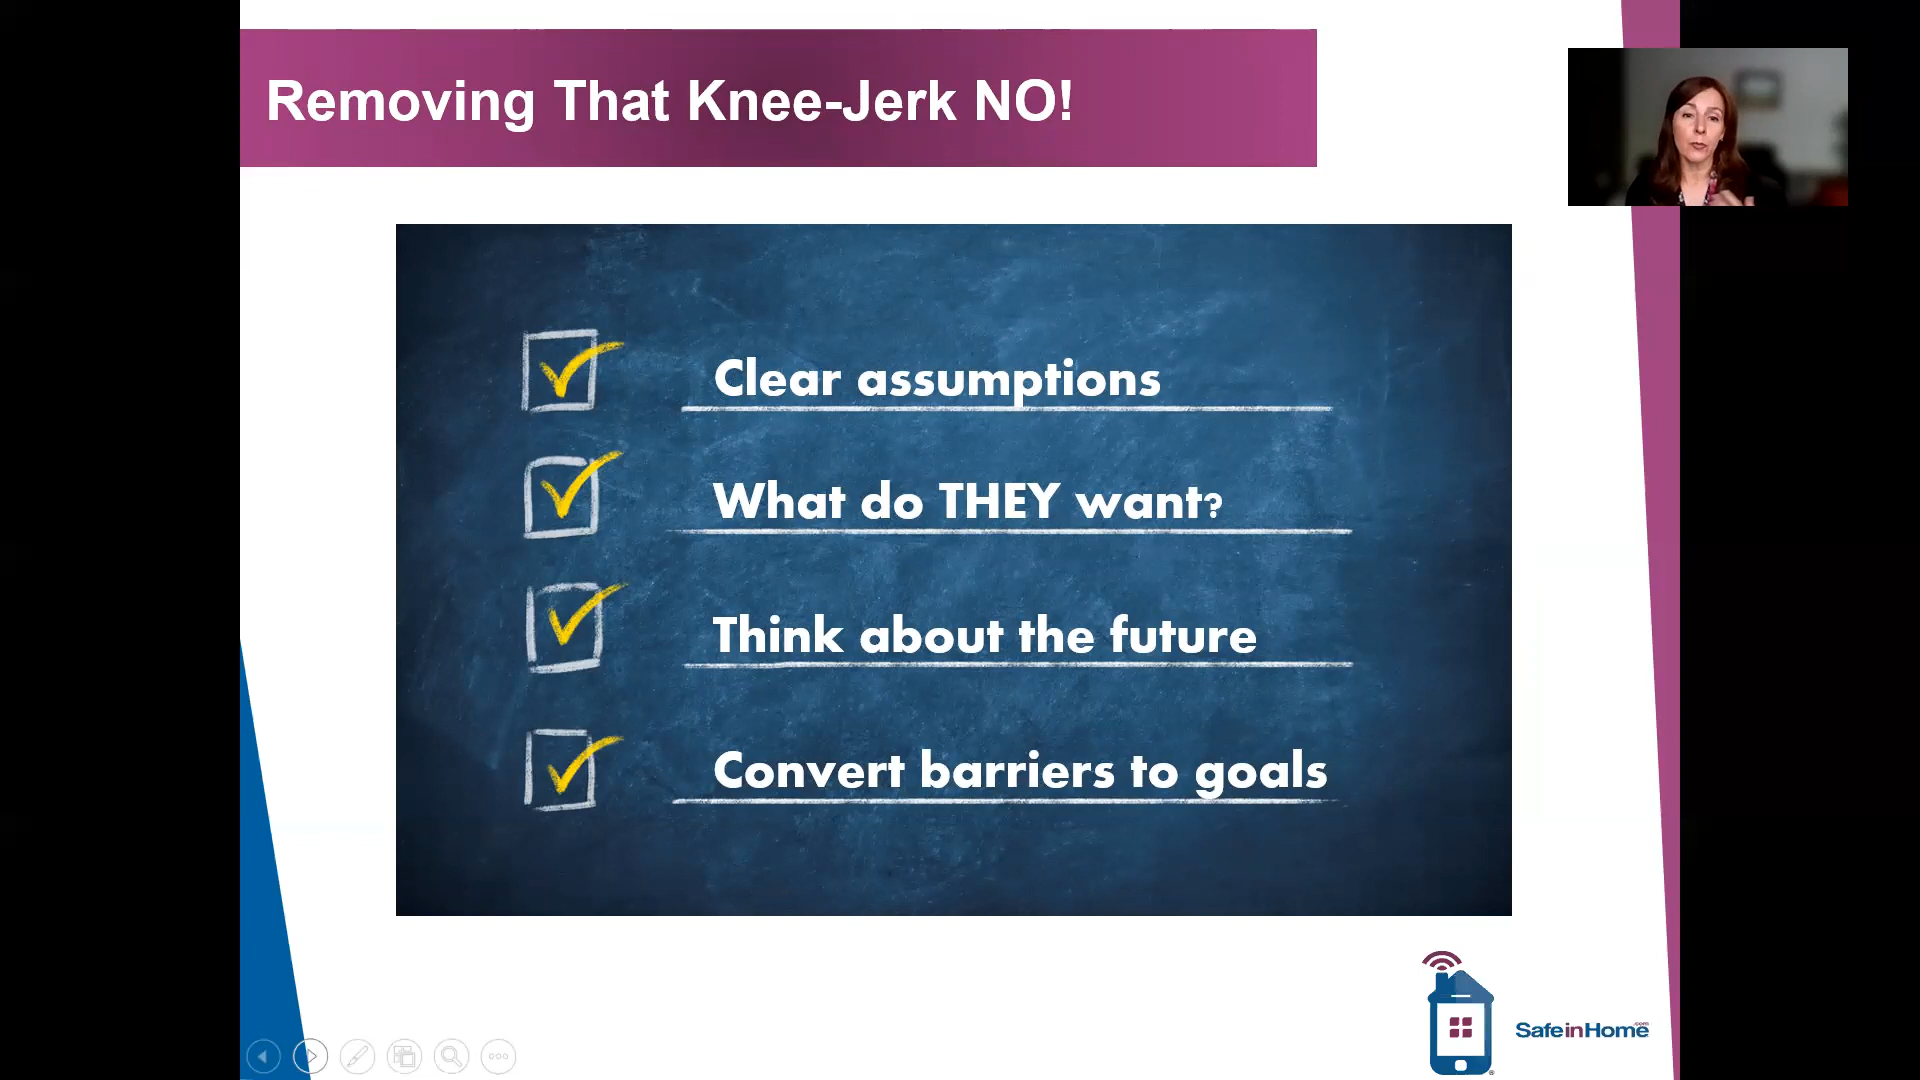 Removing That Knee-Jerk NO!
Clear assumptions
What do THEY want?
Think about the future
Convert barriers to goals
SafeinHome.com
®